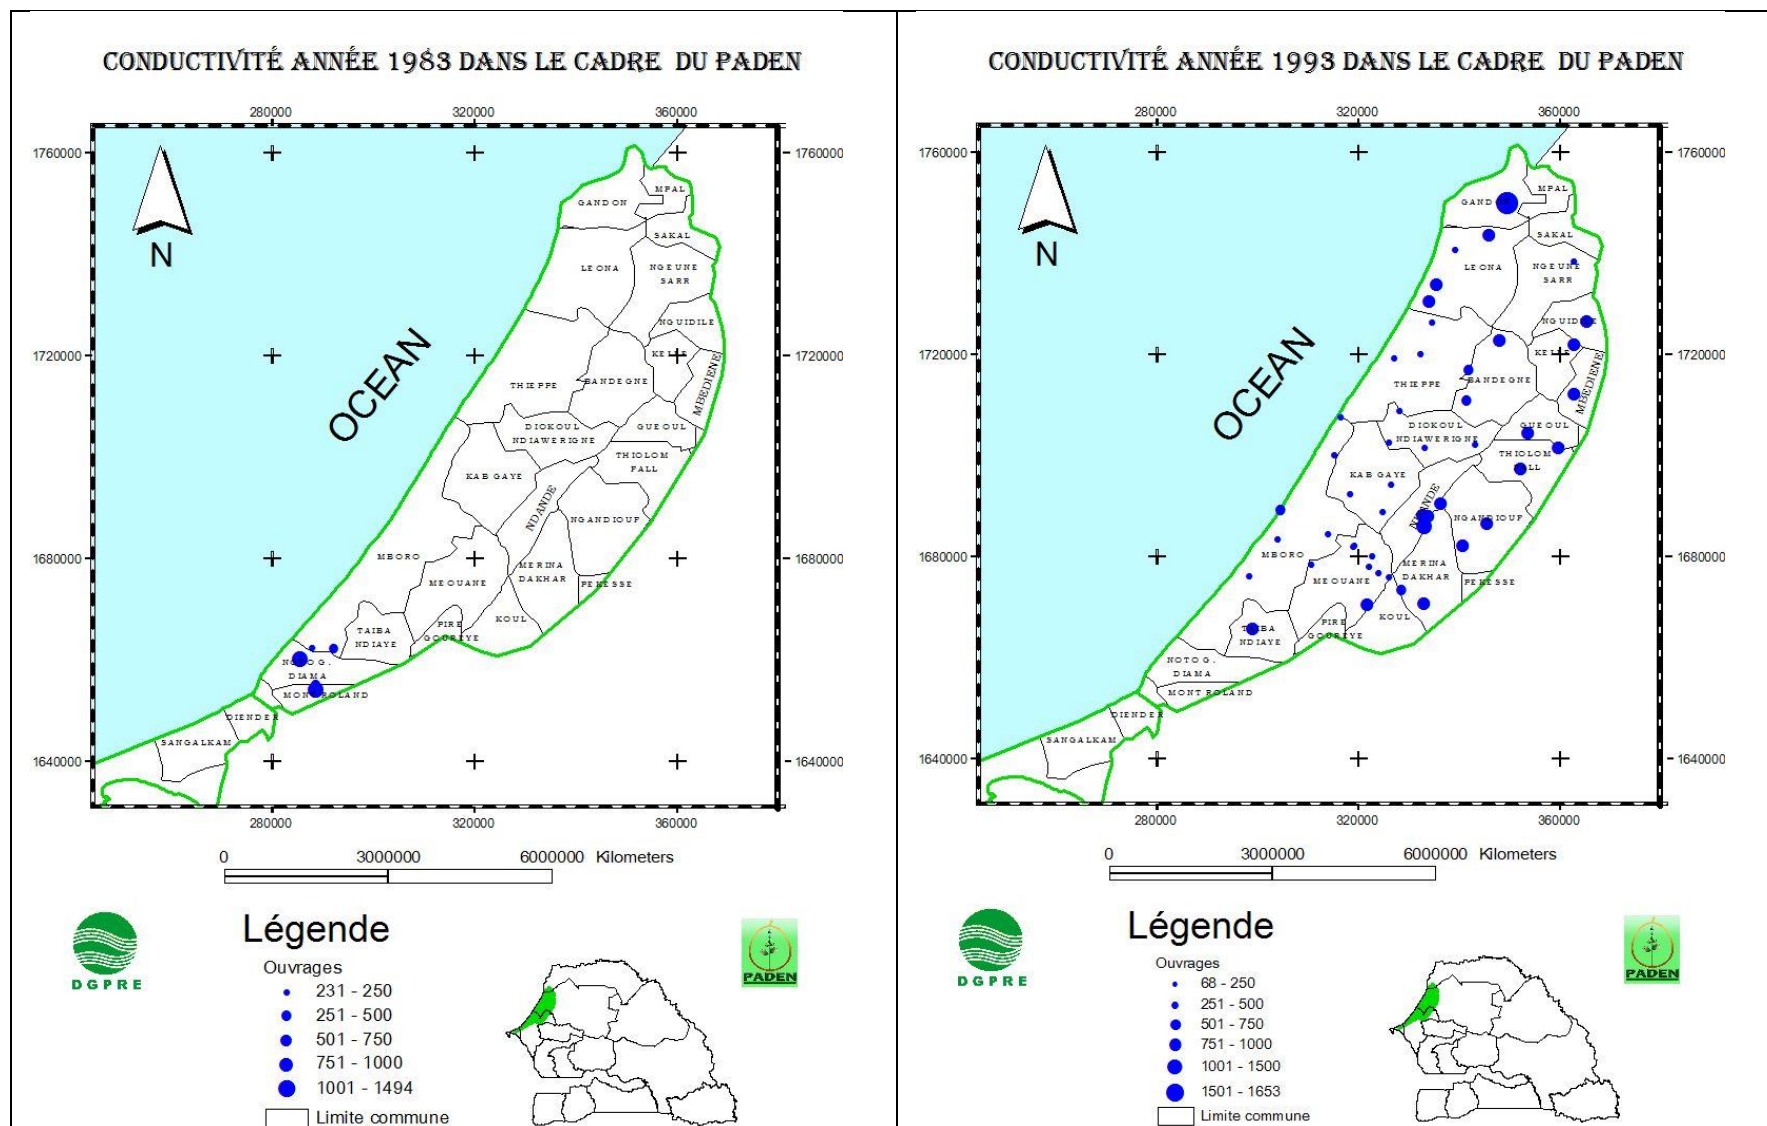 CONDUCTIVITÉ ANNÉE 1983 DANS LE CADRE DU PADEN
280000 320000 360000
1760000 1760000
MPAL
GANDON
SAKAL
N
LEONA
NGEUNE
SARR
NGUIDILE
OCEAN
1720000 1720000
KELLE
THIEPPE
BANDEGNE
MBEDIENE
DIOKOUL
NDIAWERIGNE
GUEOUL
THIOLOM
FALL
KAB GAYE
NDANDE
NGANDIOUF
1680000 1680000
MBORO
MEOUANE
MERINA
DAKHAR
PEKESSE
TAIBA
NDIAYE
PIRE
GOUREYE
KOUL
NOTO G.
DIAMA
MONT ROLAND
DIENDER
SANGALKAM
1640000 1640000
280000 320000 360000
0 3000000 6000000 Kilometers
Légende
DGPRE
PADEN
Ouvrages
231 - 250
251 - 500
501 - 750
751 - 1000
1001 - 1494
Limite commune
CONDUCTIVITÉ ANNÉE 1993 DANS LE CADRE DU PADEN
280000 320000 360000
1760000 1760000
MPAL
SAKAL
N
LEONA
NGEUNE
SARR
OCEAN
1720000 1720000
THIEPPE
BANDEGNE
MBEDIENE
DIOKOUL
NDIAWERIGNE
GUEOUL
THIOLOM
KAB GAYE
NGANDIOUF
1680000 1680000
MBORO
MEOUANE
MERINA
DAKHAR
PEKESSE
NDIAYE
PIRE
GOUREYE
KOUL
NOTO G.
DIAMA
MONT ROLAND
DIENDER
SANGALKAM
1640000 1640000
280000 320000 360000
0 3000000 6000000 Kilometers
Légende
DGPRE
PADEN
Ouvrages
68 - 250
251 - 500
501 - 750
751 - 1000
1001 - 1500
1501 - 1653
Limite commune